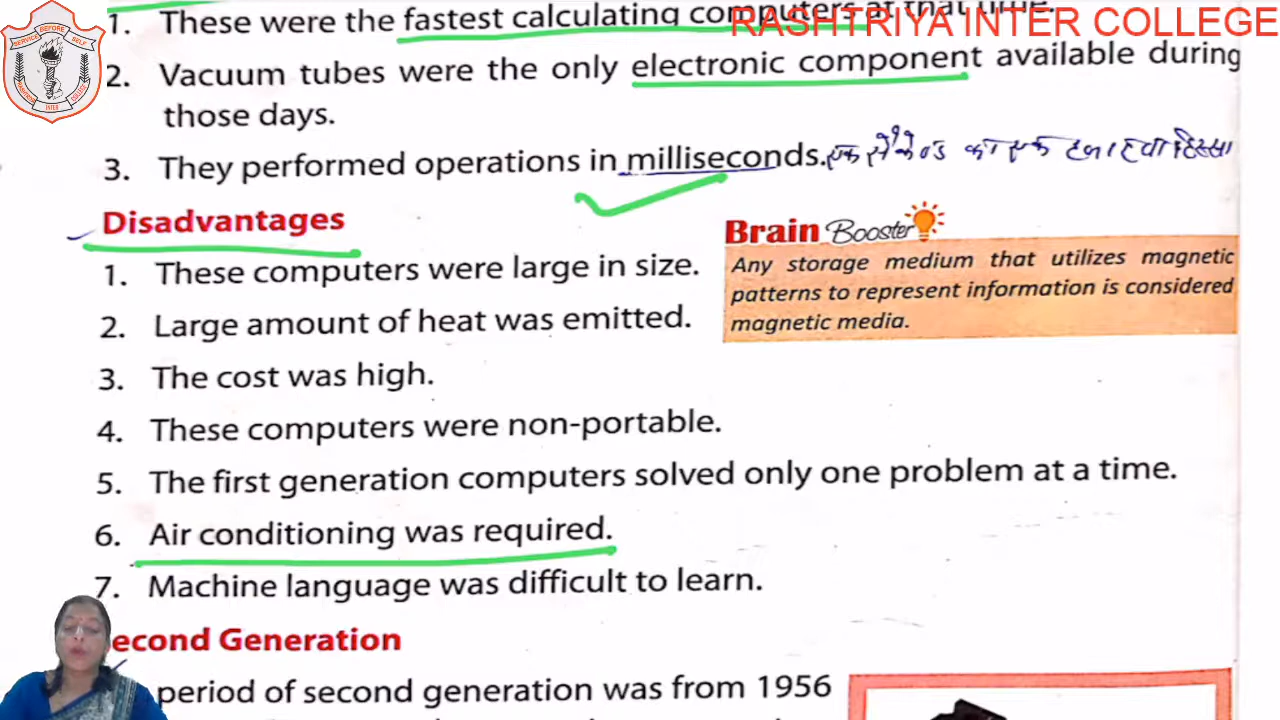 RASHTRIYA INTER COLLEGE
SERVICE BEFORE SELF
INTER
1. These were the fastest calculating computers at that time.
2. Vacuum tubes were the only electronic component available during
those days.
3. They performed operations in milliseconds.
Disadvantages
1. These computers were large in size.
2. Large amount of heat was emitted.
3. The cost was high.
4. These computers were non-portable.
5. The first generation computers solved only one problem at a time.
6. Air conditioning was required.
7. Machine language was difficult to learn.
Brain Booster
Any storage medium that utilizes magnetic
patterns to represent information is considered
magnetic media.
econd Generation
period of second generation was from 1956